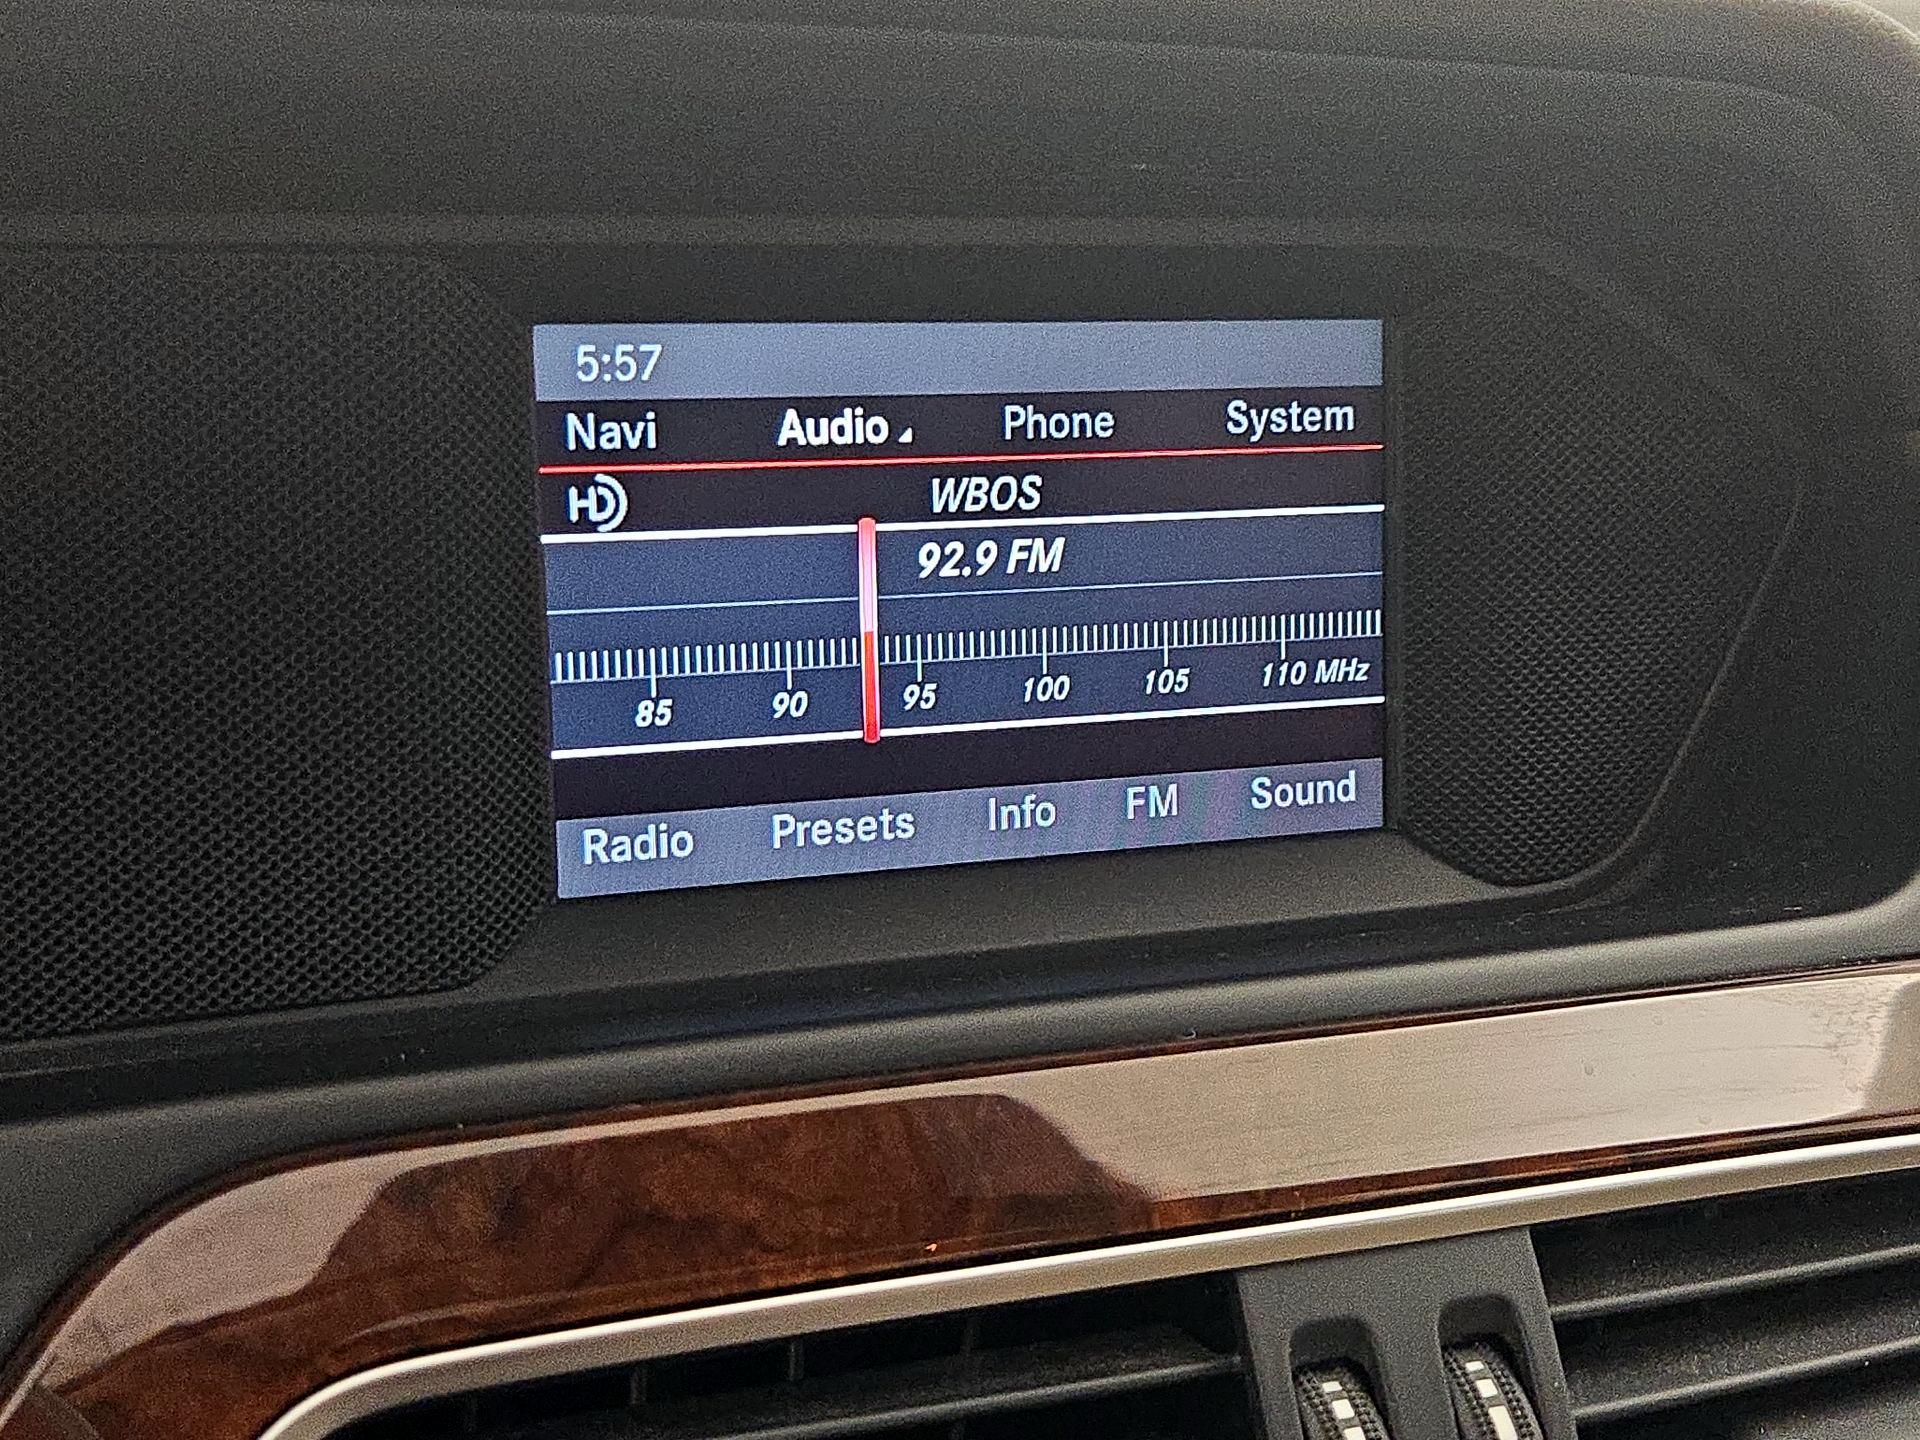 5:57
Navi Audio Phone System
HD WBOS
92.9 FM
85 90 95 100 105 110 MHz
Radio Presets Info FM Sound